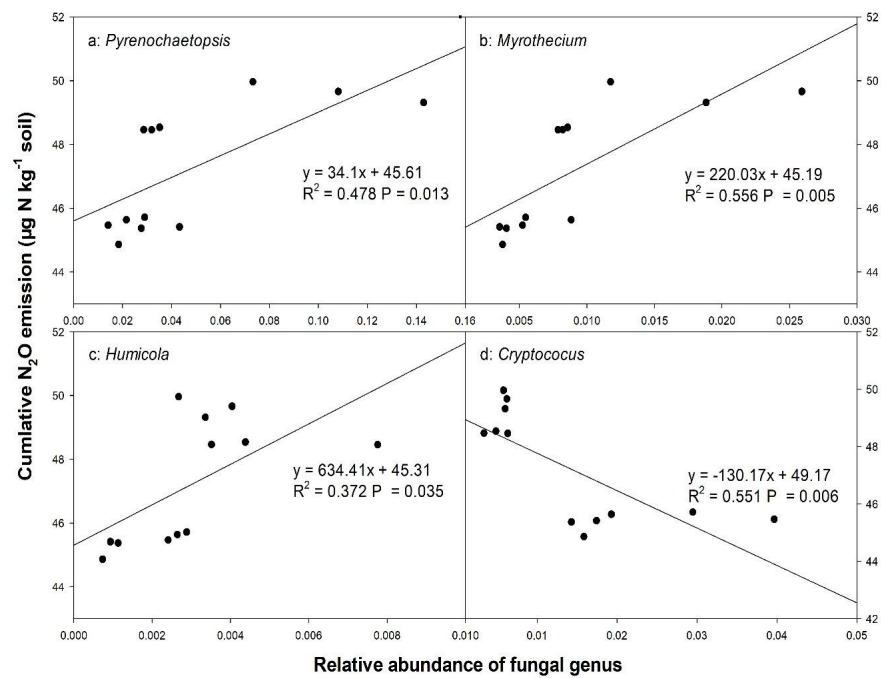 52
52
a: Pyrenochaetopsis
b: Myrothecium
50
50
48
48
y = 34.1x + 45.61
R² = 0.478 P = 0.013
y = 220.03x + 45.19
R² = 0.556 P = 0.005
46
46
44
44
0.00 0.02 0.04 0.06 0.08 0.10 0.12 0.14 0.16
0.005 0.010 0.015 0.020 0.025 0.030
52
52
c: Humicola
d: Cryptococus
50
50
48
48
y = 634.41x + 45.31
R² = 0.372 P = 0.035
y = -130.17x + 49.17
R² = 0.551 P = 0.006
46
46
44
44
42
0.000 0.002 0.004 0.006 0.008 0.010
0.01 0.02 0.03 0.04 0.05
Cumlative N₂O emission (µg N kg⁻¹ soil)
Relative abundance of fungal genus